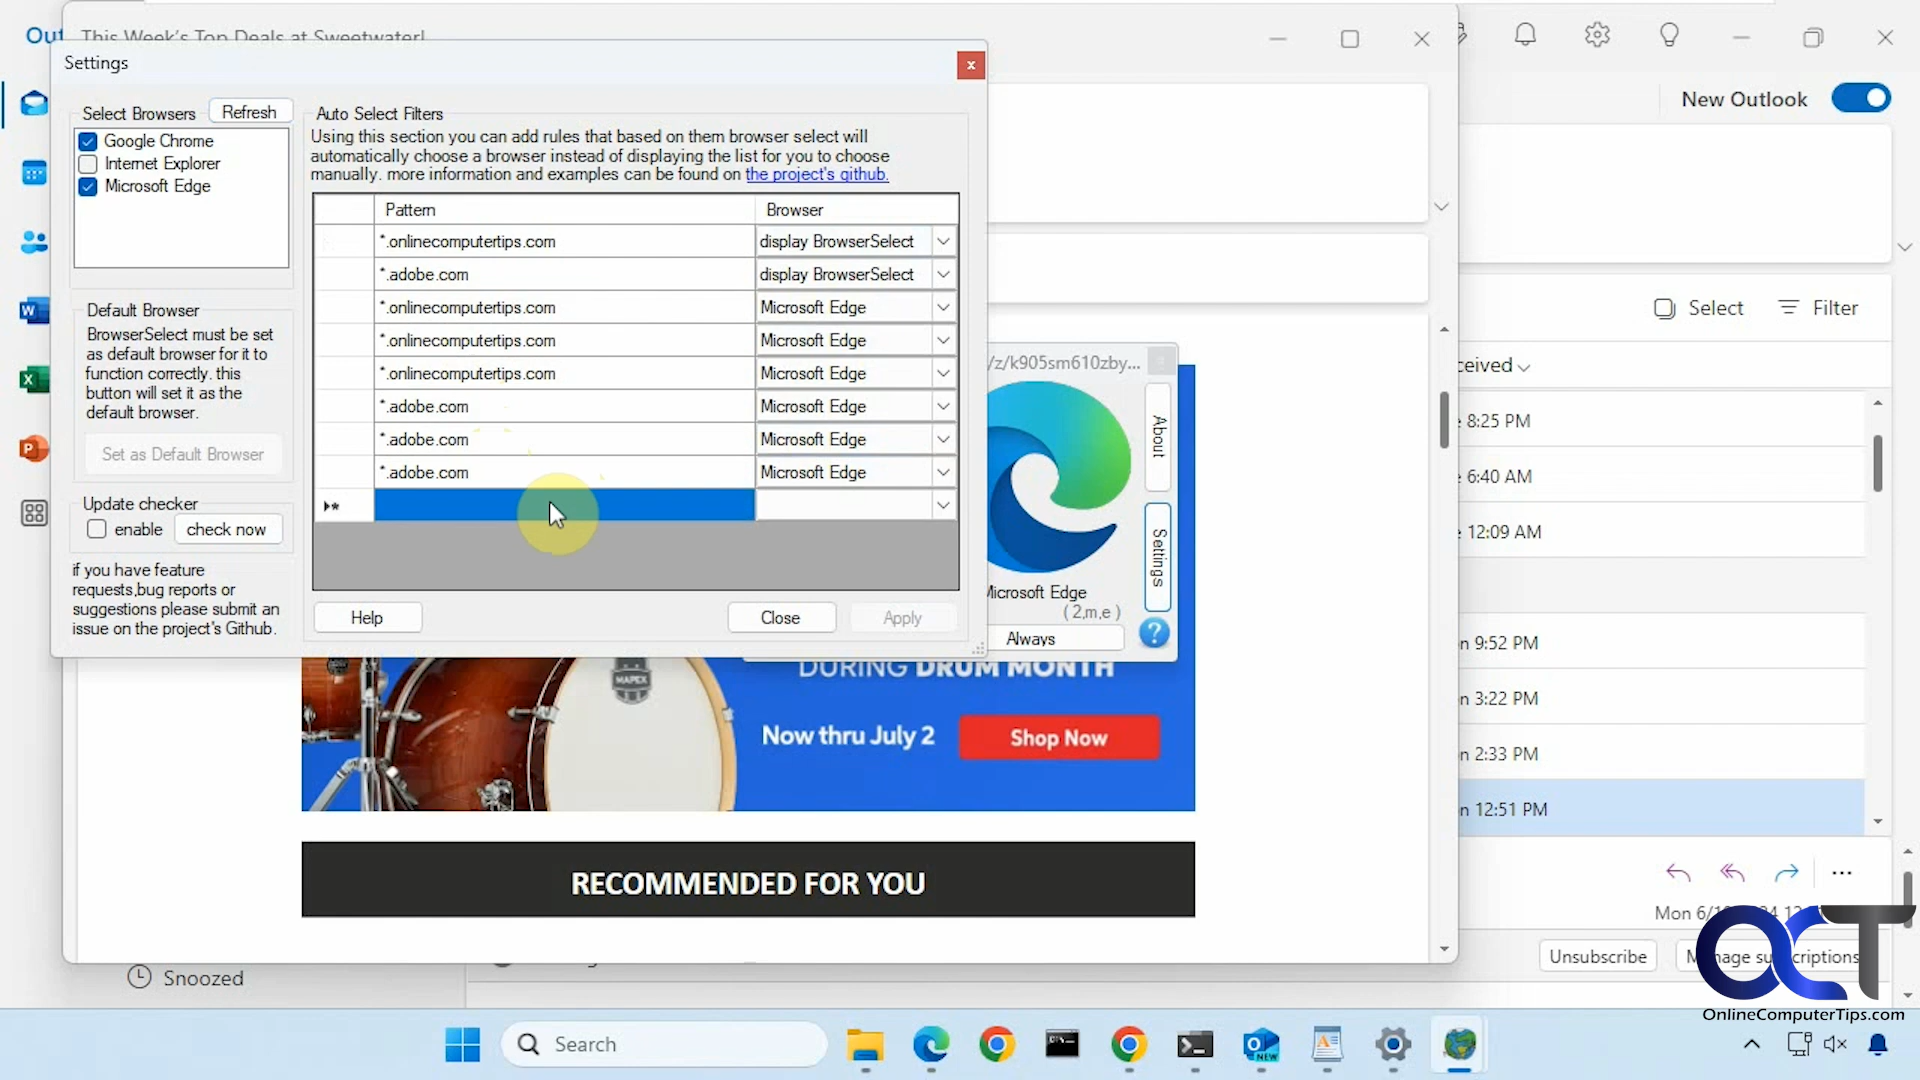 This Week's Top Deals at Sweetwater!
New Outlook
Settings
x
Select Browsers
Refresh
Google Chrome
Internet Explorer
Microsoft Edge
Default Browser
BrowserSelect must be set
as default browser for it to
function correctly. this
button will set it as the
default browser.
Set as Default Browser
Update checker
enable
check now
if you have feature
requests,bug reports or
suggestions please submit an
issue on the project's Github.
Auto Select Filters
Using this section you can add rules that based on them browser select will
automatically choose a browser instead of displaying the list for you to choose
manually. more information and examples can be found on the project's github.
Pattern Browser
*.onlinecomputertips.com display BrowserSelect
*.adobe.com display BrowserSelect
*.onlinecomputertips.com Microsoft Edge
*.onlinecomputertips.com Microsoft Edge
*.onlinecomputertips.com Microsoft Edge
*.adobe.com Microsoft Edge
*.adobe.com Microsoft Edge
*.adobe.com Microsoft Edge
Help
Close
Apply
/z/k905sm610zby...
About
Settings
Microsoft Edge
( 2,m,e )
Always
?
Select
Filter
8:25 PM
6:40 AM
12:09 AM
9:52 PM
3:22 PM
2:33 PM
12:51 PM
MAPEX
DURING DRUM MONTH
Now thru July 2
Shop Now
RECOMMENDED FOR YOU
Mon
Unsubscribe
Snoozed
OCT
OnlineComputerTips.com
Search
NEW